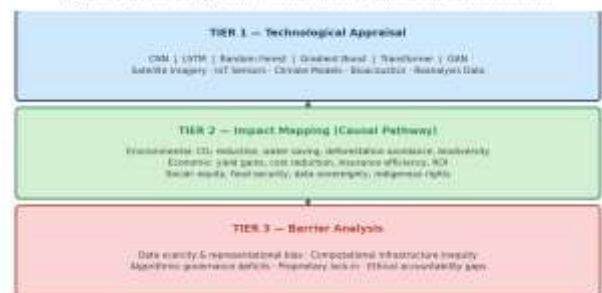 TIER 1 — Technological Appraisal
CNN | LSTM | Random Forest | Gradient Boost | Transformer | GAN
Satellite Imagery · IoT Sensors · Climate Models · Bioacoustics · Reanalysis Data
TIER 2 — Impact Mapping (Causal Pathway)
Environmental: CO₂ reduction, water saving, deforestation avoidance, biodiversity
Economic: yield gains, cost reduction, insurance efficiency, ROI
Social: equity, food security, data sovereignty, indigenous rights
TIER 3 — Barrier Analysis
Data scarcity & representational bias · Computational infrastructure inequity
Algorithmic governance deficits · Proprietary lock-in · Ethical accountability gaps